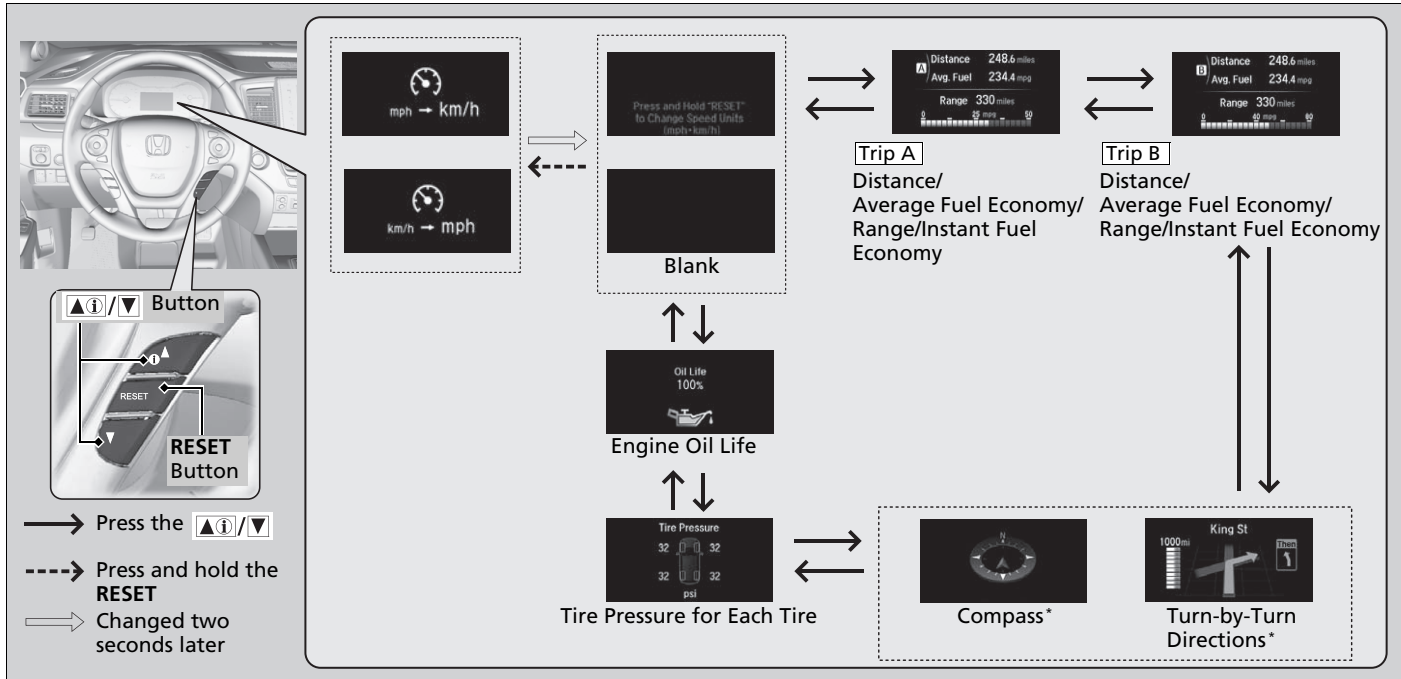 mph → km/h
km/h → mph
Press and Hold "RESET"
to Change Speed Units
(mph•km/h)
Blank
A
Distance 248.6 miles
Avg. Fuel 234.4 mpg
Range 330 miles
0 25 mpg 50
Trip A
Distance/
Average Fuel Economy/
Range/Instant Fuel
Economy
B
Distance 248.6 miles
Avg. Fuel 234.4 mpg
Range 330 miles
0 40 mpg 80
Trip B
Distance/
Average Fuel Economy/
Range/Instant Fuel Economy
▲ⓘ/▼ Button
i▲
RESET
▼
RESET
Button
Press the ▲ⓘ/▼
Press and hold the
RESET
Changed two
seconds later
Oil Life
100%
Engine Oil Life
Tire Pressure
32 32
32 32
psi
Tire Pressure for Each Tire
N
Compass*
King St
1000mi
Then
Turn-by-Turn
Directions*